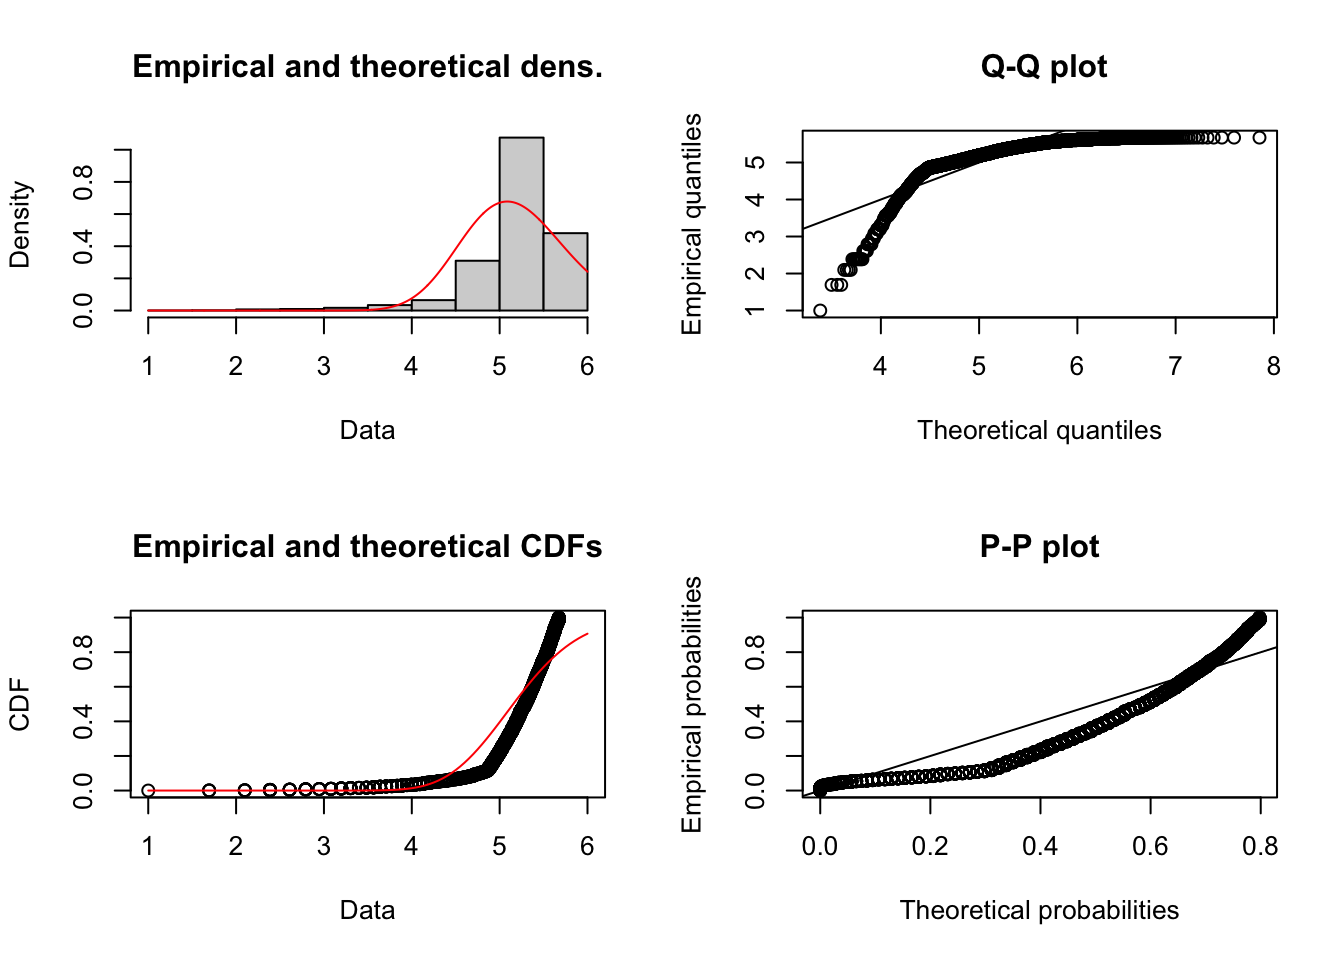 Empirical and theoretical dens.
Density
0.0 0.4 0.8
1 2 3 4 5 6
Data
Q-Q plot
Empirical quantiles
1 2 3 4 5
4 5 6 7 8
Theoretical quantiles
Empirical and theoretical CDFs
CDF
0.0 0.4 0.8
1 2 3 4 5 6
Data
P-P plot
Empirical probabilities
0.0 0.4 0.8
0.0 0.2 0.4 0.6 0.8
Theoretical probabilities